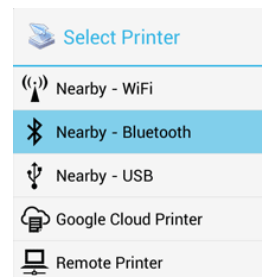 Select Printer
Nearby - WiFi
Nearby - Bluetooth
Nearby - USB
Google Cloud Printer
Remote Printer